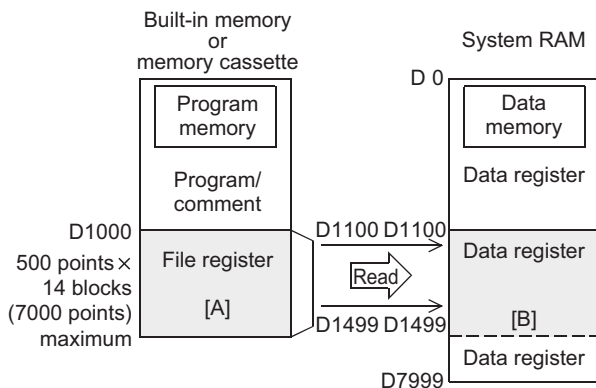 Built-in memory
or
memory cassette
Program
memory
Program/
comment
D1000
500 points×
14 blocks
(7000 points)
maximum
File register
[A]
D1100 D1100
Read
D1499 D1499
System RAM
D 0
Data
memory
Data register
Data register
[B]
Data register
D7999